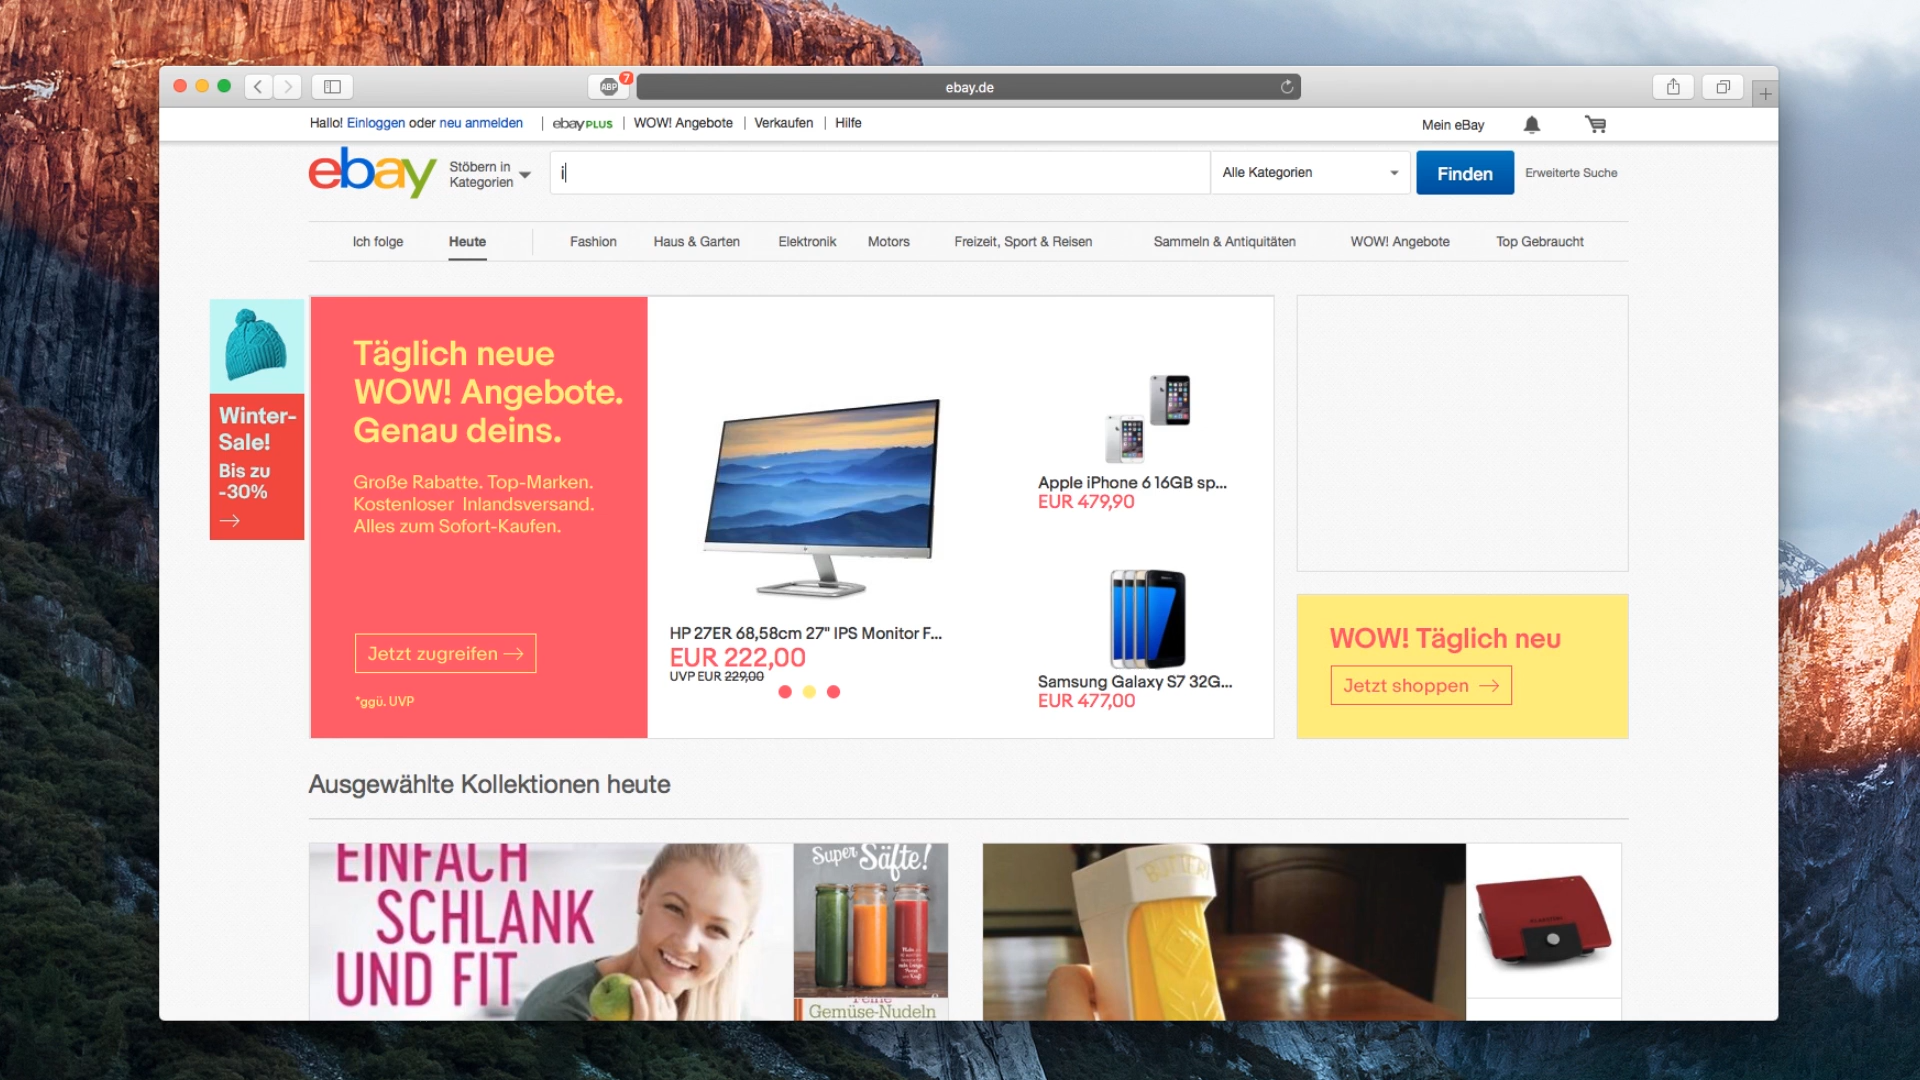 ABP
7
ebay.de
Hallo! Einloggen oder neu anmelden
ebay PLUS
WOW! Angebote
Verkaufen
Hilfe
Mein eBay
ebay
Stöbern in
Kategorien
i
Alle Kategorien
Finden
Erweiterte Suche
Ich folge
Heute
Fashion
Haus & Garten
Elektronik
Motors
Freizeit, Sport & Reisen
Sammeln & Antiquitäten
WOW! Angebote
Top Gebraucht
Winter-
Sale!
Bis zu
-30%
Täglich neue
WOW! Angebote.
Genau deins.
Große Rabatte. Top-Marken.
Kostenloser Inlandsversand.
Alles zum Sofort-Kaufen.
Jetzt zugreifen
*ggü. UVP
HP 27ER 68,58cm 27" IPS Monitor F...
EUR 222,00
UVP EUR 229,00
Apple iPhone 6 16GB sp...
EUR 479,90
Samsung Galaxy S7 32G...
EUR 477,00
WOW! Täglich neu
Jetzt shoppen
Ausgewählte Kollektionen heute
EINFACH
SCHLANK
UND FIT
Super Säfte!
Feine
Gemüse-Nudeln
BUTTER